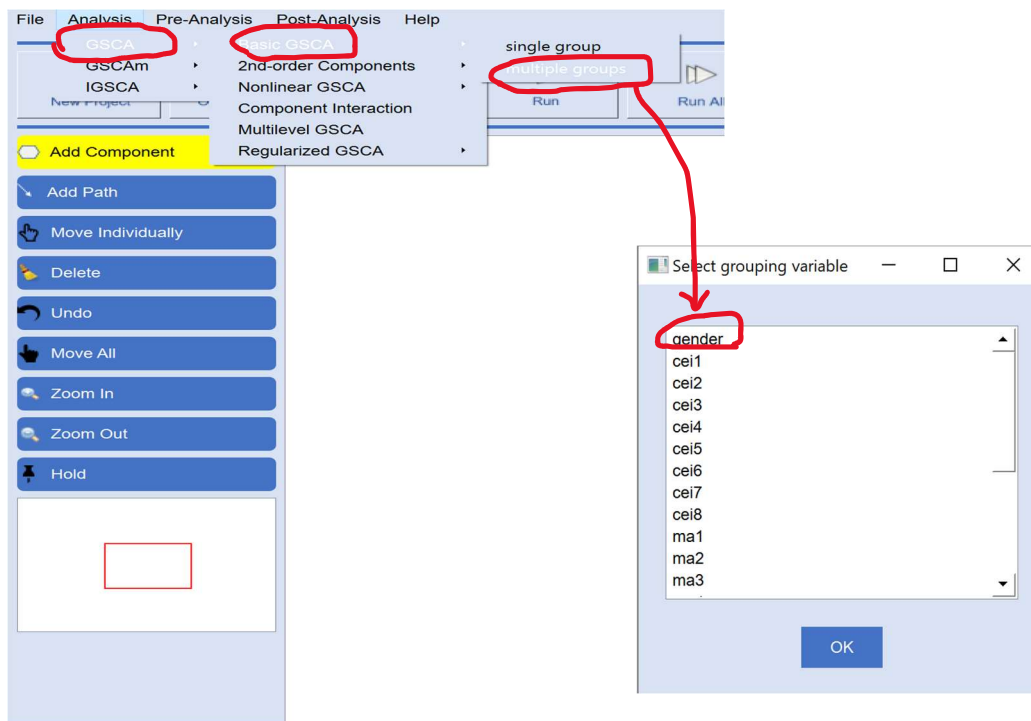 File Analysis Pre-Analysis Post-Analysis Help
GSCA
GSCAm
IGSCA
Basic GSCA
2nd-order Components
Nonlinear GSCA
Component Interaction
Multilevel GSCA
Regularized GSCA
single group
multiple groups
New Project
Run
Run All
Add Component
Add Path
Move Individually
Delete
Undo
Move All
Zoom In
Zoom Out
Hold
Select grouping variable
gender
cei1
cei2
cei3
cei4
cei5
cei6
cei7
cei8
ma1
ma2
ma3
OK